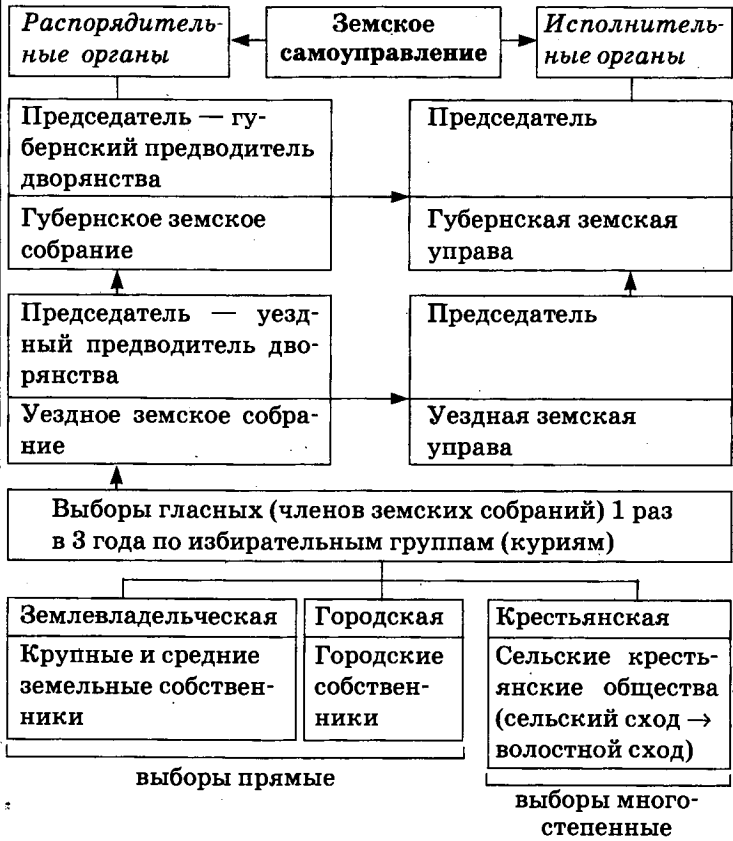 Распорядитель-
ные органы
Земское
самоуправление
Исполнитель-
ные органы
Председатель — гу-
бернский предводитель
дворянства
Губернское земское
собрание
Председатель
Губернская земская
управа
Председатель — уезд-
ный предводитель дво-
рянства
Уездное земское собра-
ние
Председатель
Уездная земская
управа
Выборы гласных (членов земских собраний) 1 раз
в 3 года по избирательным группам (куриям)
Землевладельческая
Крупные и средние
земельные собствен-
ники
Городская
Городские
собствен-
ники
Крестьянская
Сельские кресть-
янские общества
(сельский сход →
волостной сход)
выборы прямые
выборы много-
степенные